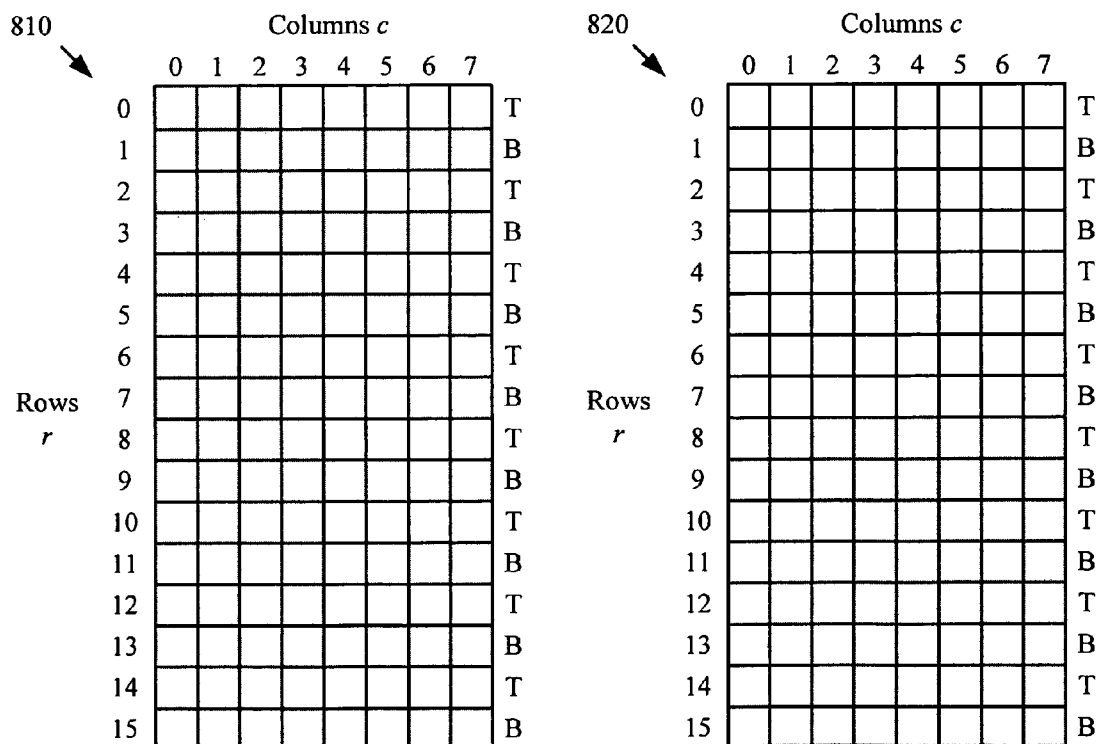 810 Columns c
0 1 2 3 4 5 6 7
0 T
1 B
2 T
3 B
4 T
5 B
6 T
Rows 7 B
r 8 T
9 B
10 T
11 B
12 T
13 B
14 T
15 B
820 Columns c
0 1 2 3 4 5 6 7
0 T
1 B
2 T
3 B
4 T
5 B
6 T
Rows 7 B
r 8 T
9 B
10 T
11 B
12 T
13 B
14 T
15 B